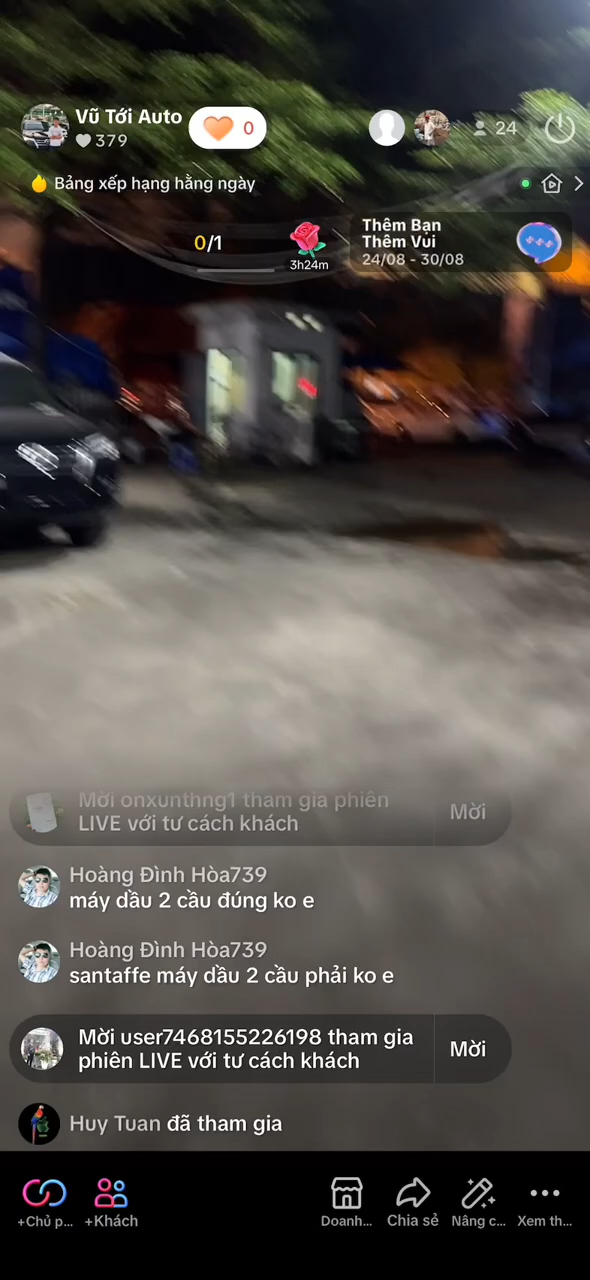 Vũ Tới Auto
379
0
24
Bảng xếp hạng hằng ngày
0/1
3h24m
Thêm Bạn
Thêm Vui
24/08 - 30/08
Mời onxunthng1 tham gia phiên
LIVE với tư cách khách
Mời
Hoàng Đình Hòa739
máy dầu 2 cầu đúng ko e
Hoàng Đình Hòa739
santaffe máy dầu 2 cầu phải ko e
Mời user7468155226198 tham gia
phiên LIVE với tư cách khách
Mời
Huy Tuan đã tham gia
+Chủ p...
+Khách
Doanh...
Chia sẻ
Nâng c...
Xem th...